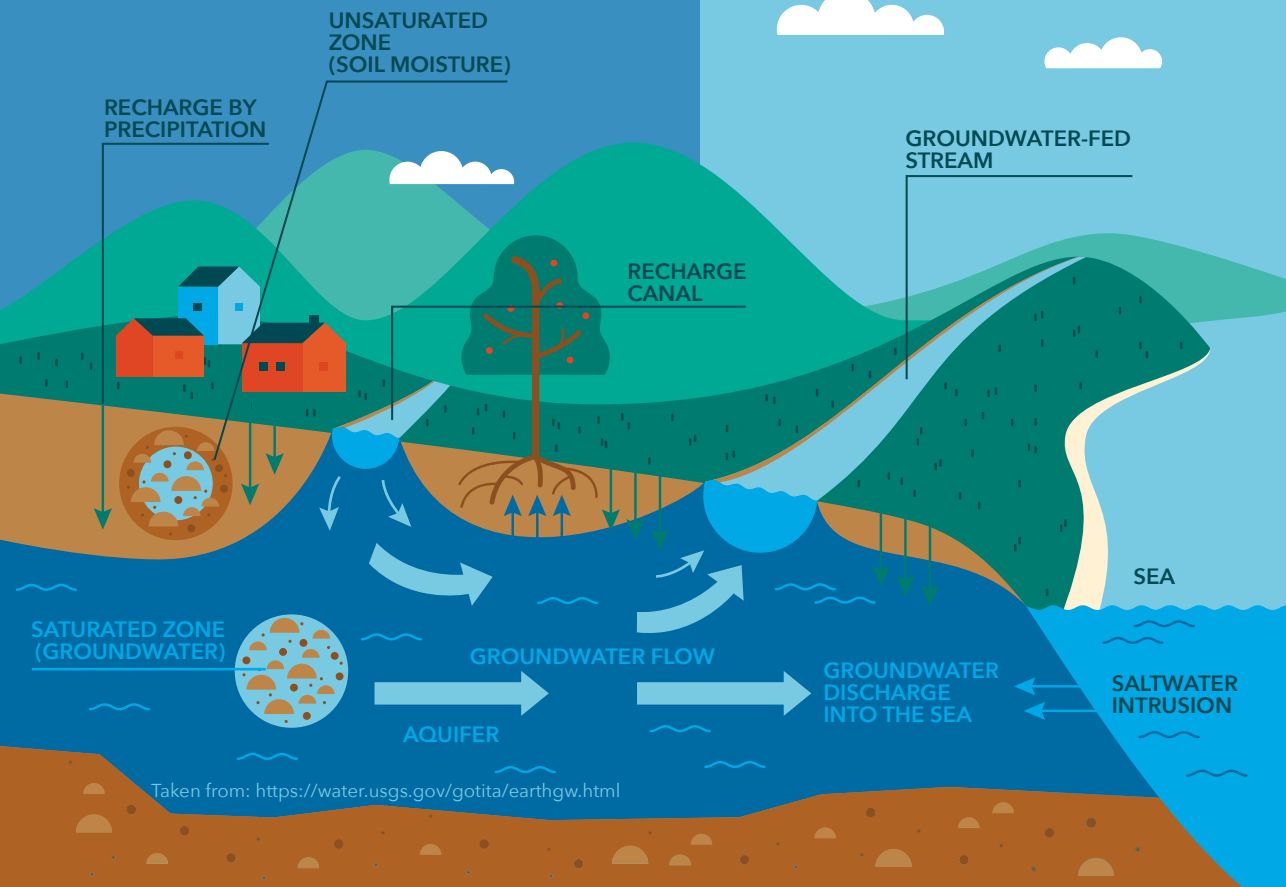 UNSATURATED
ZONE
(SOIL MOISTURE)
RECHARGE BY
PRECIPITATION
GROUNDWATER-FED
STREAM
RECHARGE
CANAL
SEA
SATURATED ZONE
(GROUNDWATER)
GROUNDWATER FLOW
GROUNDWATER
DISCHARGE
INTO THE SEA
SALTWATER
INTRUSION
AQUIFER
Taken from: https://water.usgs.gov/gotita/earthgw.html